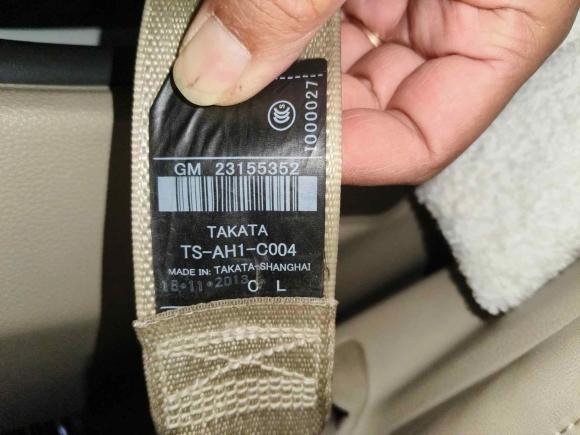 1000027
S
GM 23155352
TAKATA
TS-AH1-C004
MADE IN: TAKATA-SHANGHAI
18·11·2013
C L